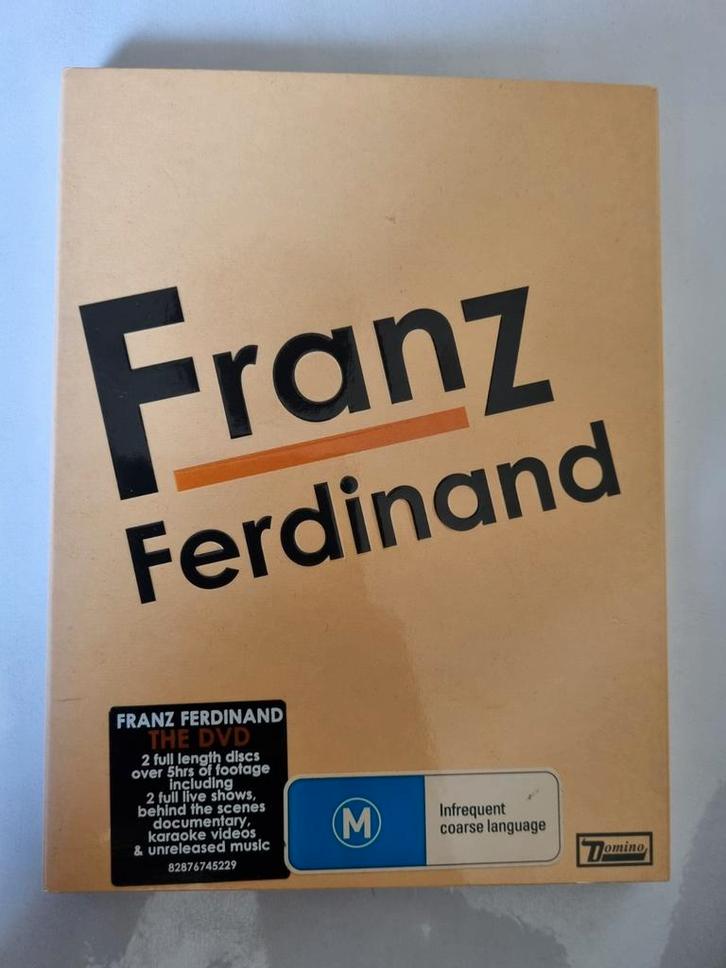 Franz
Ferdinand
FRANZ FERDINAND
THE DVD
2 full length discs
over 5hrs of footage
including
2 full live shows,
behind the scenes
documentary,
karaoke videos
& unreleased music
82876745229
M
Infrequent
coarse language
Domino